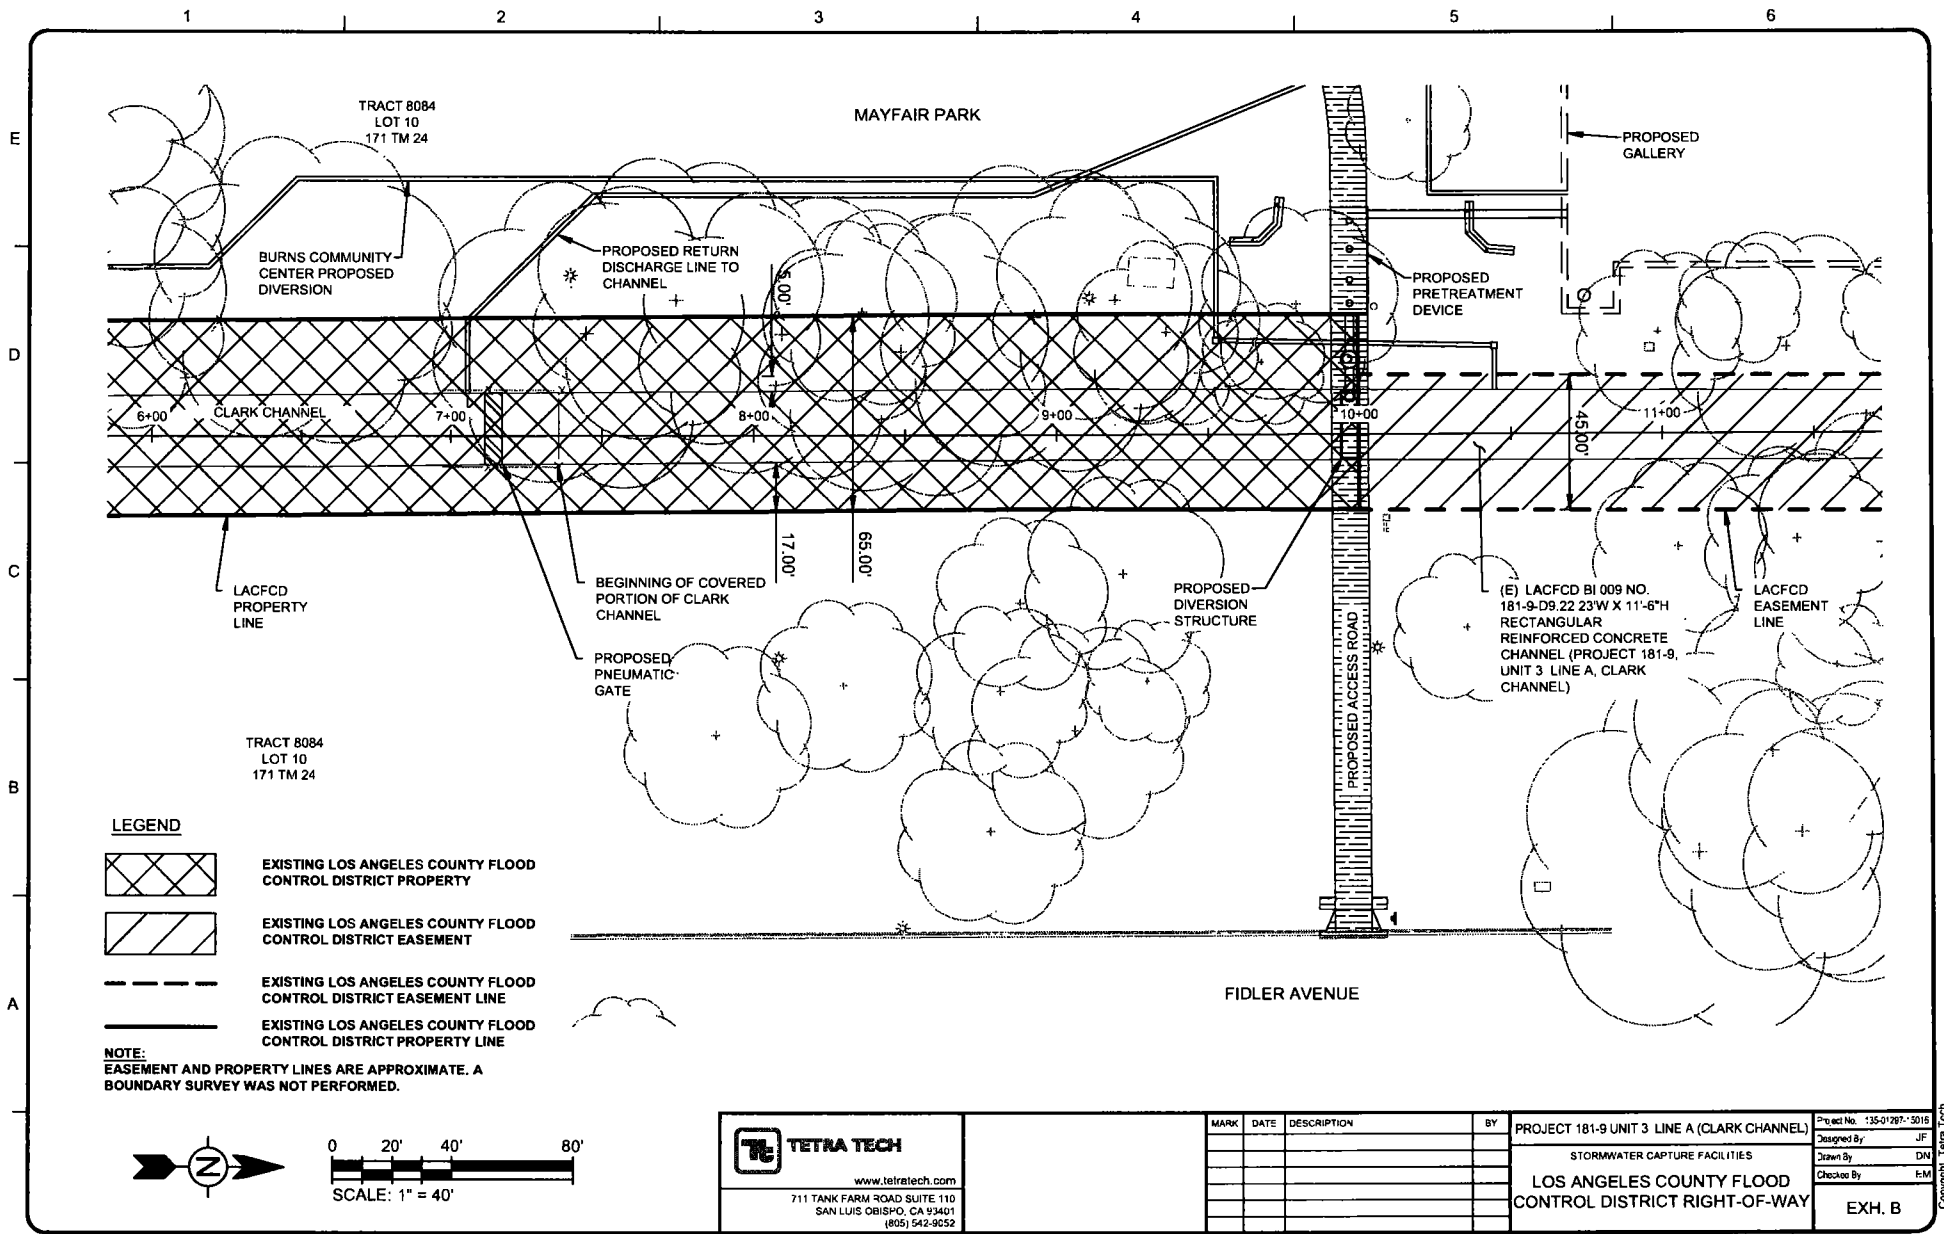 1 2 3 4 5 6
E
D
C
B
A
TRACT 8084
LOT 10
171 TM 24
MAYFAIR PARK
PROPOSED
GALLERY
BURNS COMMUNITY
CENTER PROPOSED
DIVERSION
PROPOSED RETURN
DISCHARGE LINE TO
CHANNEL
5.00'
PROPOSED
PRETREATMENT
DEVICE
6+00
CLARK CHANNEL
7+00
8+00
9+00
10+00
11+00
45.00'
17.00'
65.00'
LACFCD
PROPERTY
LINE
BEGINNING OF COVERED
PORTION OF CLARK
CHANNEL
PROPOSED
PNEUMATIC
GATE
PROPOSED
DIVERSION
STRUCTURE
PROPOSED ACCESS ROAD
(E) LACFCD BI 009 NO.
181-9-D9.22 23'W X 11'-6"H
RECTANGULAR
REINFORCED CONCRETE
CHANNEL (PROJECT 181-9,
UNIT 3 LINE A, CLARK
CHANNEL)
LACFCD
EASEMENT
LINE
TRACT 8084
LOT 10
171 TM 24
FIDLER AVENUE
LEGEND
EXISTING LOS ANGELES COUNTY FLOOD
CONTROL DISTRICT PROPERTY
EXISTING LOS ANGELES COUNTY FLOOD
CONTROL DISTRICT EASEMENT
EXISTING LOS ANGELES COUNTY FLOOD
CONTROL DISTRICT EASEMENT LINE
EXISTING LOS ANGELES COUNTY FLOOD
CONTROL DISTRICT PROPERTY LINE
NOTE:
EASEMENT AND PROPERTY LINES ARE APPROXIMATE. A
BOUNDARY SURVEY WAS NOT PERFORMED.
N
0 20' 40' 80'
SCALE: 1" = 40'
TETRA TECH
www.tetratech.com
711 TANK FARM ROAD SUITE 110
SAN LUIS OBISPO, CA 93401
(805) 542-9052
MARK DATE DESCRIPTION BY
PROJECT 181-9 UNIT 3 LINE A (CLARK CHANNEL)
STORMWATER CAPTURE FACILITIES
LOS ANGELES COUNTY FLOOD
CONTROL DISTRICT RIGHT-OF-WAY
Project No. 135-01297-15016
Designed By JF
Drawn By DN
Checked By EM
EXH. B
Copyright Tetra Tech